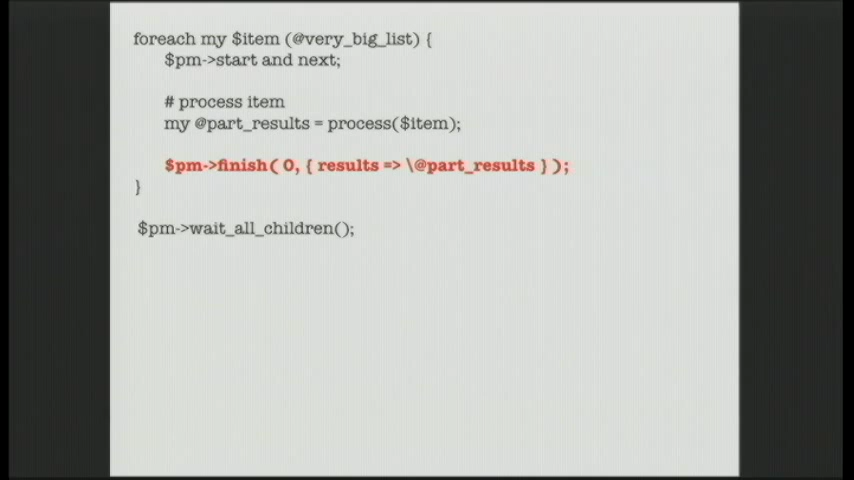 foreach my $item (@very_big_list) {
$pm->start and next;
# process item
my @part_results = process($item);
$pm->finish( 0, { results => \@part_results } );
}
$pm->wait_all_children();